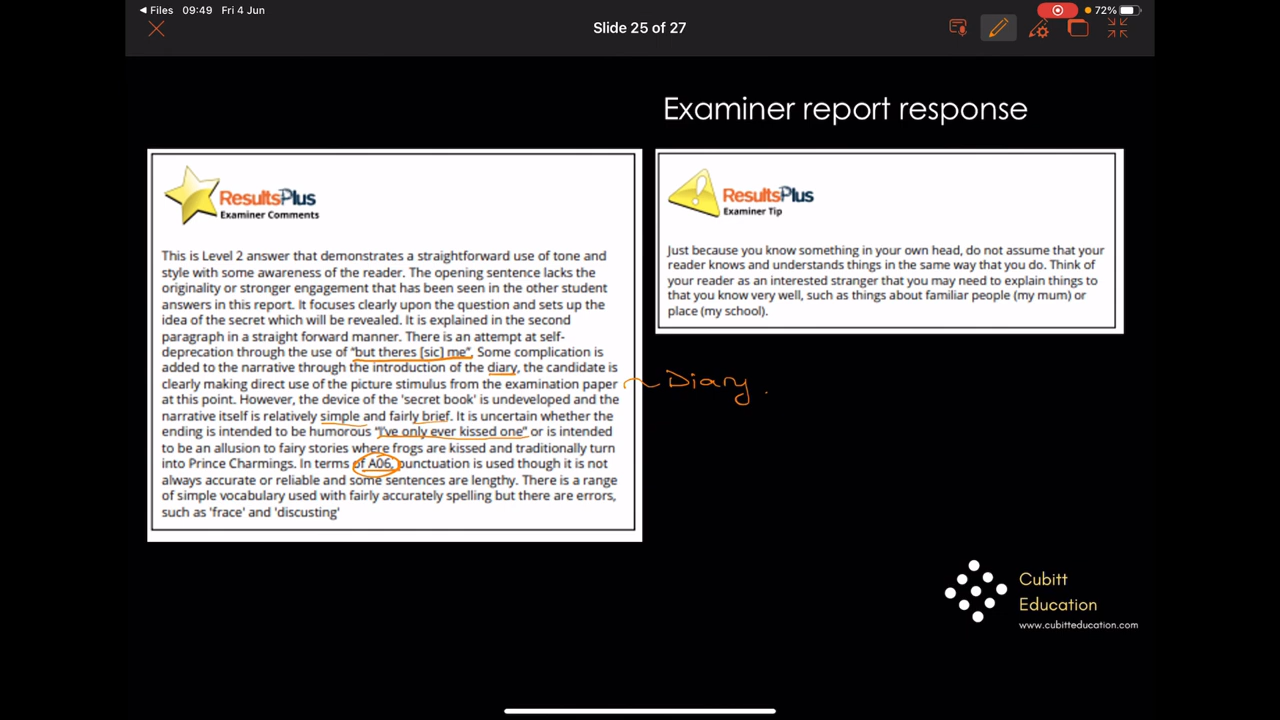 Files 09:49 Fri 4 Jun 72%
Slide 25 of 27
Examiner report response
ResultsPlus
Examiner Comments
This is Level 2 answer that demonstrates a straightforward use of tone and
style with some awareness of the reader. The opening sentence lacks the
originality or stronger engagement that has been seen in the other student
answers in this report. It focuses clearly upon the question and sets up the
idea of the secret which will be revealed. It is explained in the second
paragraph in a straight forward manner. There is an attempt at self-
deprecation through the use of "but theres [sic] me". Some complication is
added to the narrative through the introduction of the diary, the candidate is
clearly making direct use of the picture stimulus from the examination paper
at this point. However, the device of the 'secret book' is undeveloped and the
narrative itself is relatively simple and fairly brief. It is uncertain whether the
ending is intended to be humorous "I've only ever kissed one" or is intended
to be an allusion to fairy stories where frogs are kissed and traditionally turn
into Prince Charmings. In terms of A06, punctuation is used though it is not
always accurate or reliable and some sentences are lengthy. There is a range
of simple vocabulary used with fairly accurately spelling but there are errors,
such as 'frace' and 'discusting'
ResultsPlus
Examiner Tip
Just because you know something in your own head, do not assume that your
reader knows and understands things in the same way that you do. Think of
your reader as an interested stranger that you may need to explain things to
that you know very well, such as things about familiar people (my mum) or
place (my school).
Diary.
Cubitt
Education
www.cubitteducation.com